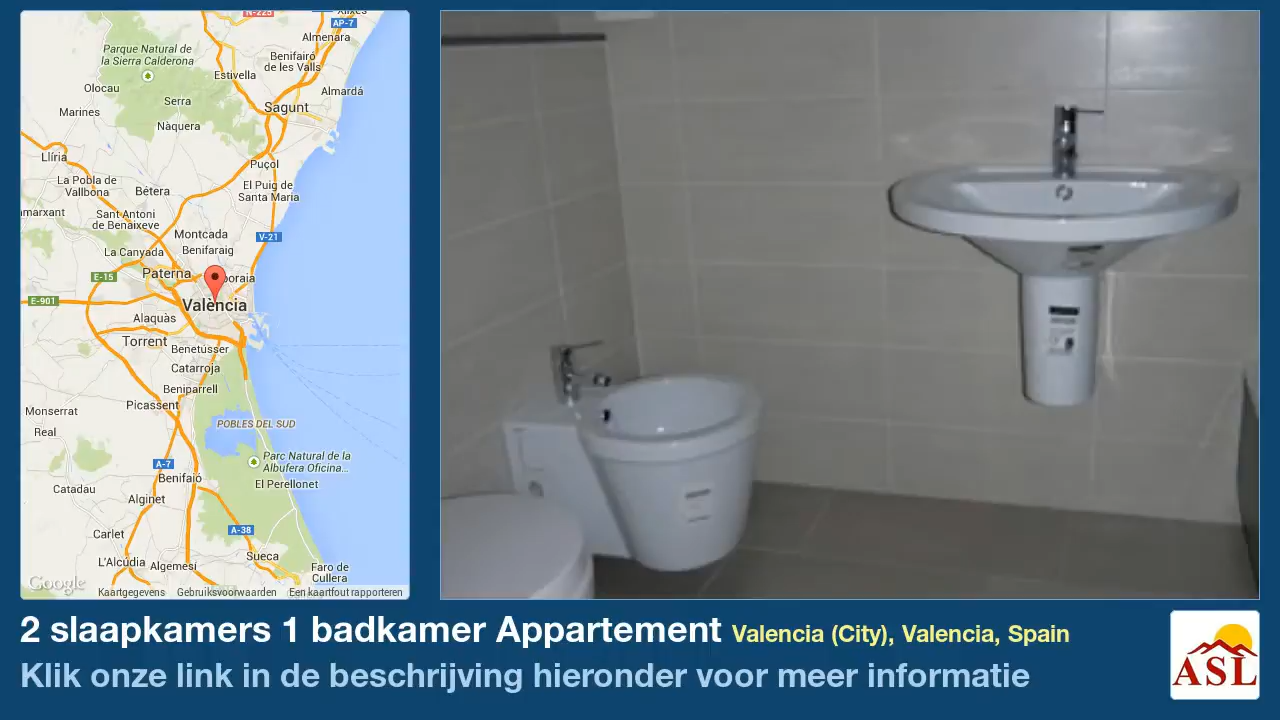 N-225
Xilxes
AP-7
Almenara
Parque Natural de
la Sierra Calderona
Benifairó
de les Valls
Estivella
Olocau
Almardá
Serra
Sagunt
Marines
Nàquera
Llíria
Puçol
La Pobla de
Vallbona
Bétera
El Puig de
Santa Maria
amarxant
Sant Antoni
de Benaixeve
Montcada
V-21
La Canyada
Benifaraig
Paterna
boraia
E-15
E-901
València
Alaquàs
Torrent
Benetússer
Catarroja
Beniparrell
Picassent
Monserrat
POBLES DEL SUD
Real
Parc Natural de la
Albufera Oficina...
A-7
Benifaió
El Perellonet
Catadau
Alginet
A-38
Carlet
Sueca
L'Alcúdia
Algemesí
Faro de
Cullera
Google
Kaartgegevens Gebruiksvoorwaarden Een kaartfout rapporteren
2 slaapkamers 1 badkamer Appartement Valencia (City), Valencia, Spain
Klik onze link in de beschrijving hieronder voor meer informatie
ASL